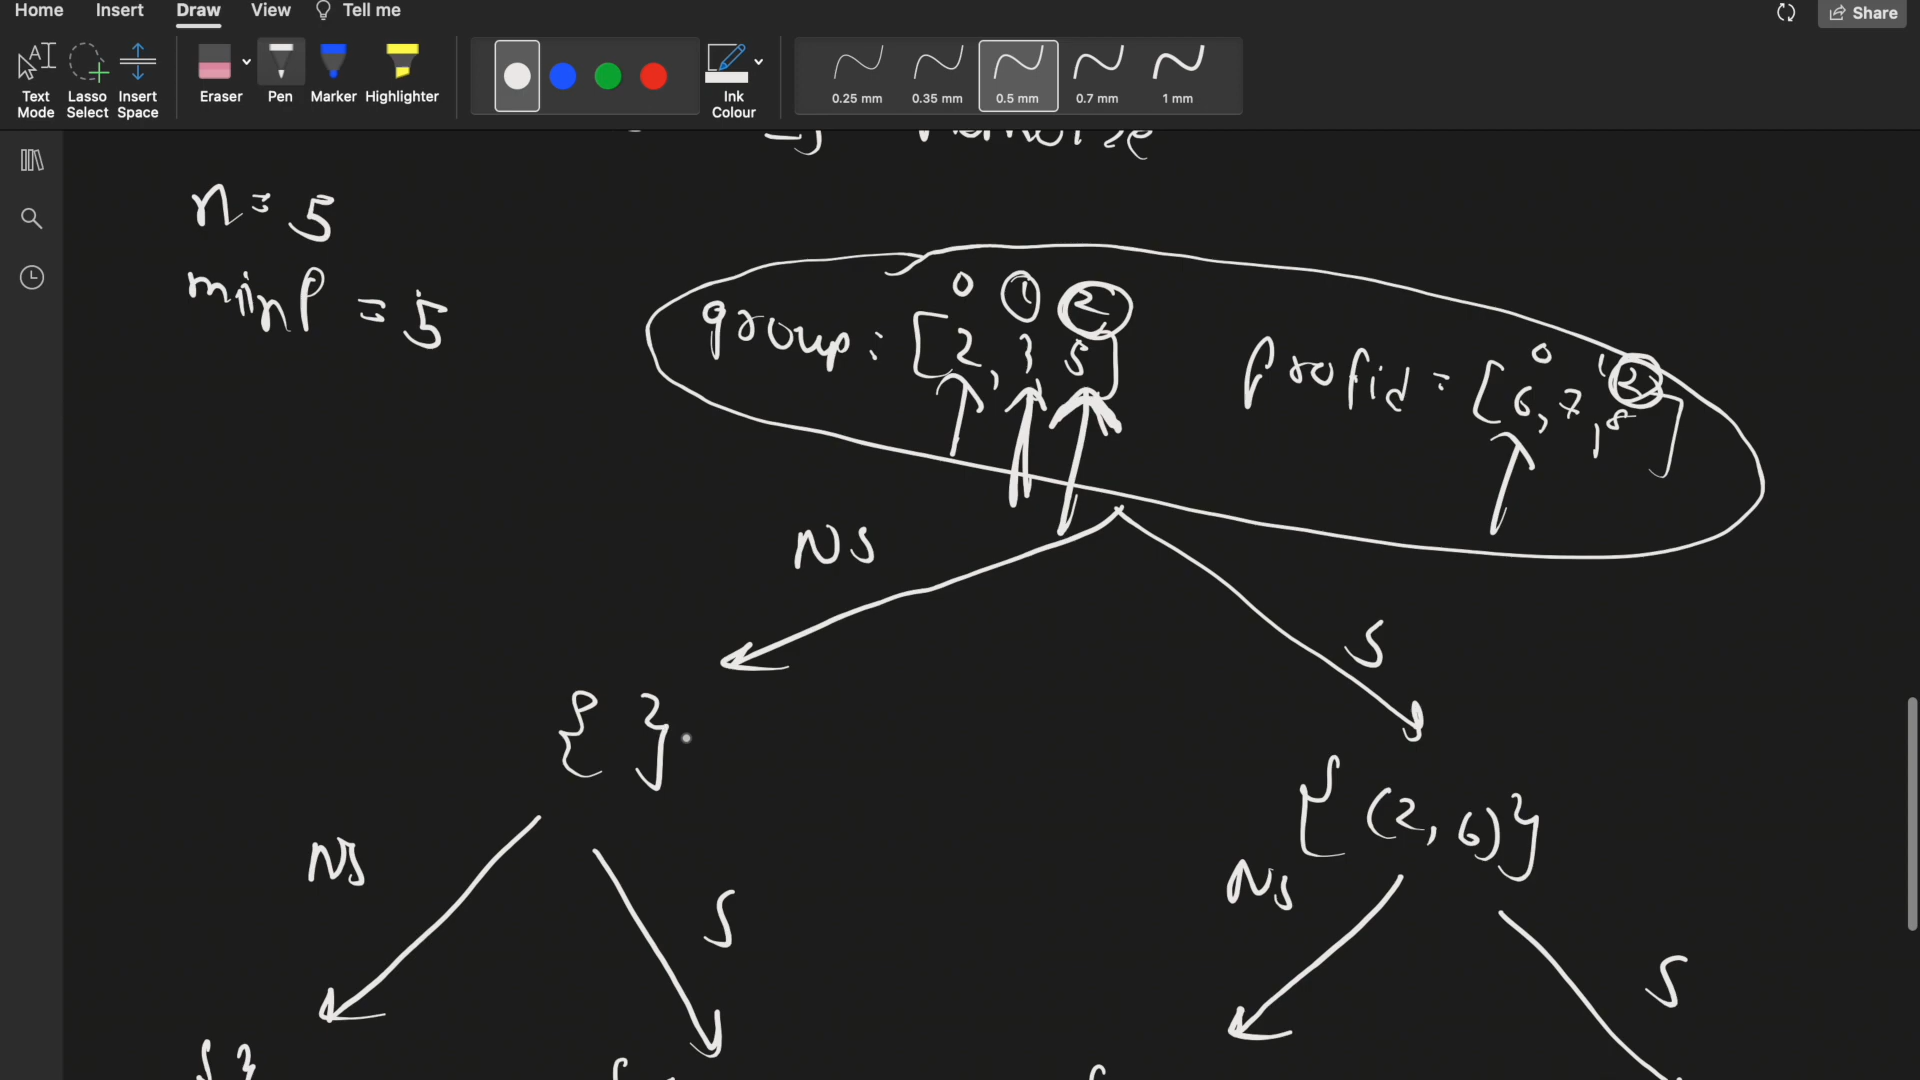 Home Insert Draw View Tell me
Share
Text Mode
Lasso Select
Insert Space
Eraser
Pen
Marker
Highlighter
Ink Colour
0.25 mm
0.35 mm
0.5 mm
0.7 mm
1 mm
n = 5
minP = 5
0 1 2
group: [2, 3 5]
0 1 2
profid = [6, 7, 8]
NS
S
{ }
{(2, 6)}
NS
S
NS
S